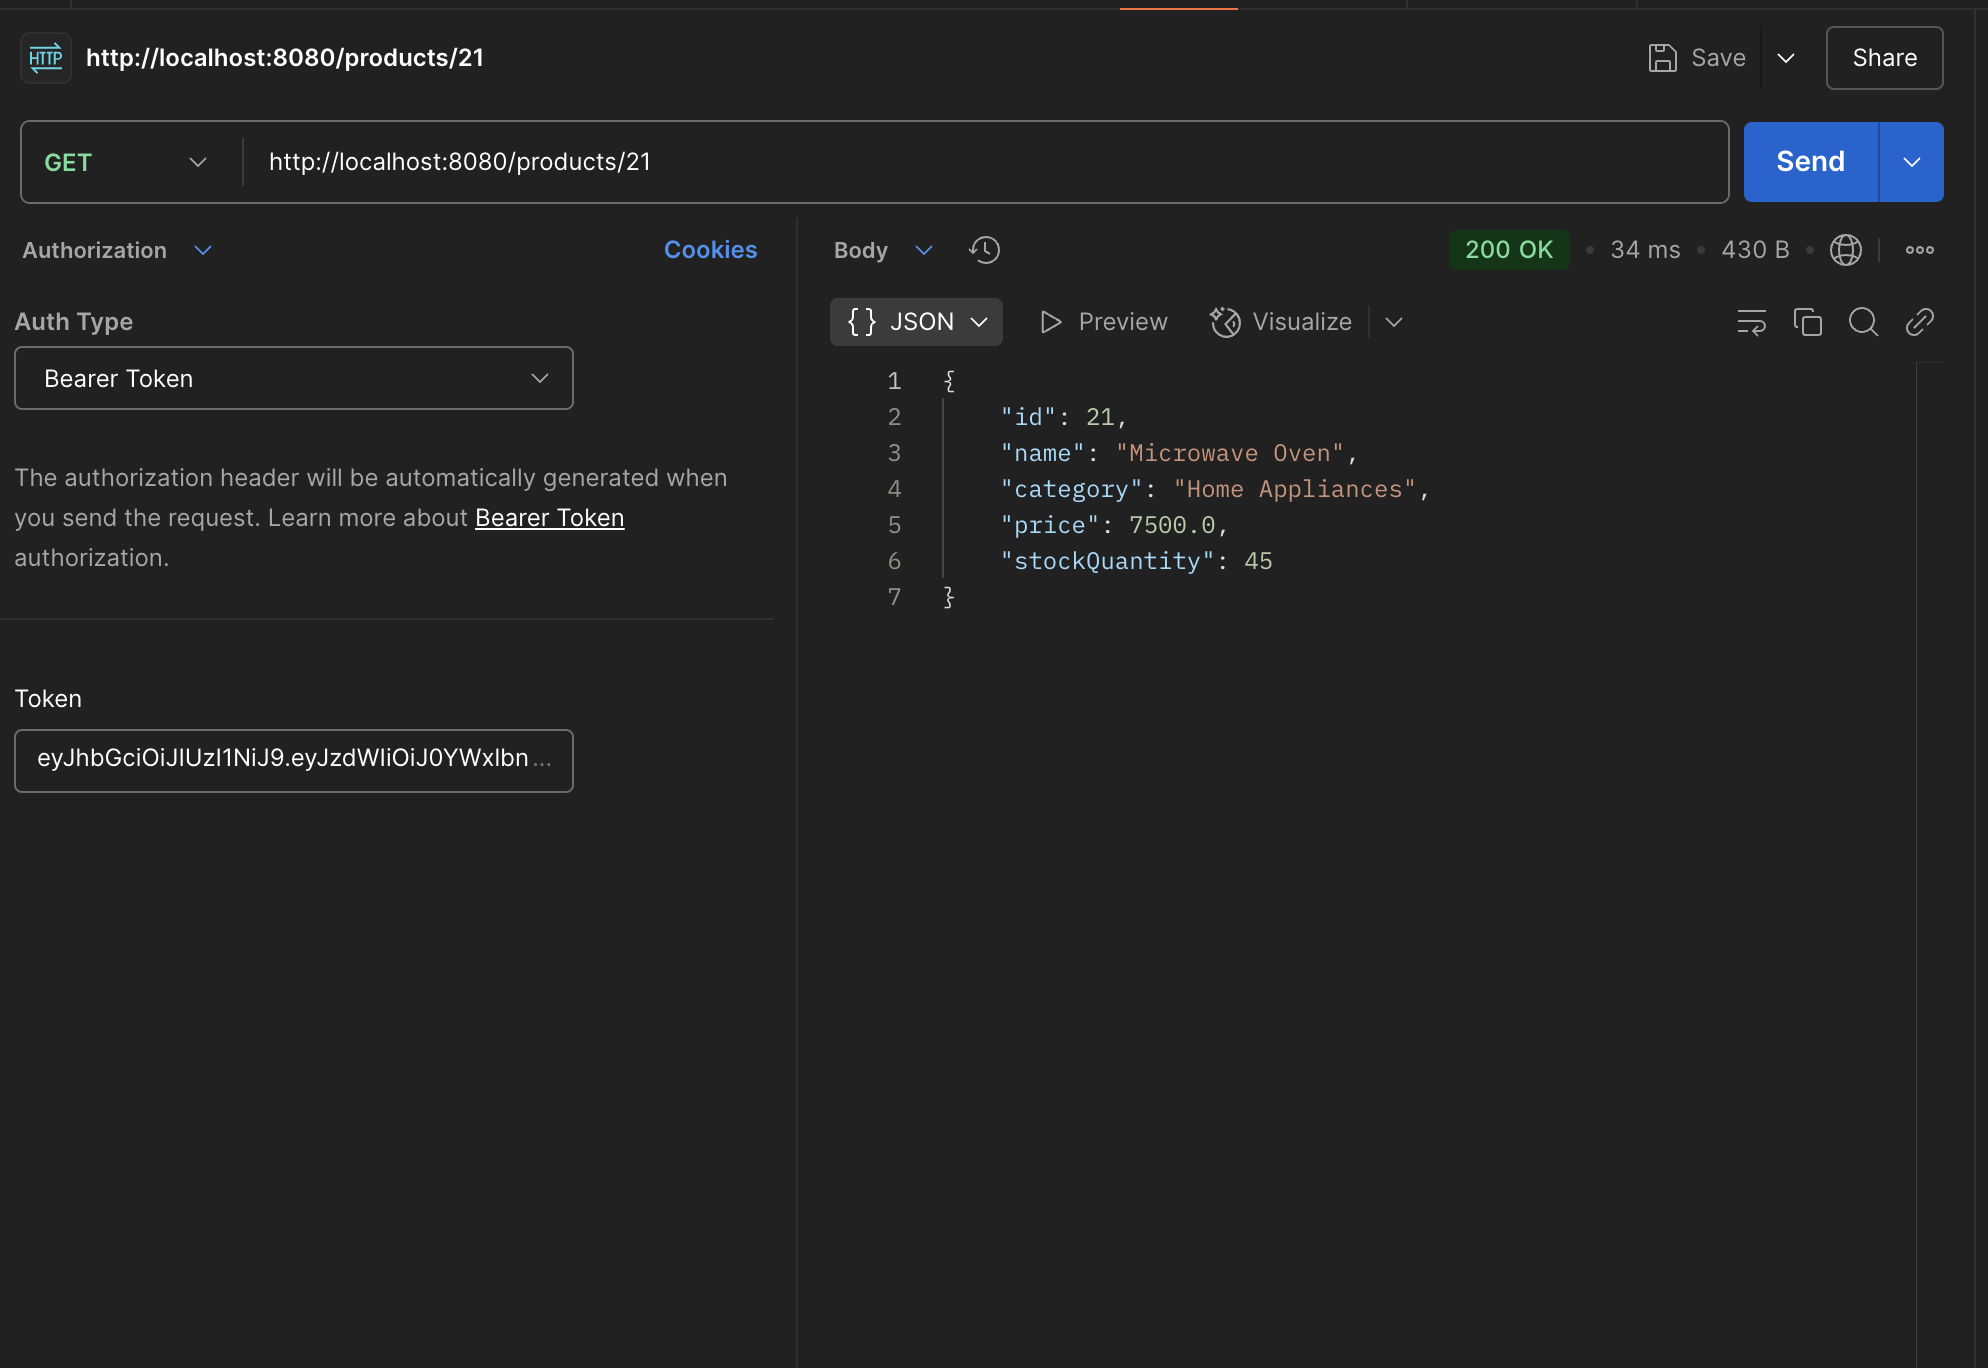 HTTP http://localhost:8080/products/21 Save Share
GET http://localhost:8080/products/21 Send
Authorization Cookies
Auth Type
Bearer Token
The authorization header will be automatically generated when
you send the request. Learn more about Bearer Token
authorization.
Token
eyJhbGciOiJIUzI1NiJ9.eyJzdWIiOiJ0YWxlbn...
Body 200 OK • 34 ms • 430 B •
{} JSON Preview Visualize
1 {
2 "id": 21,
3 "name": "Microwave Oven",
4 "category": "Home Appliances",
5 "price": 7500.0,
6 "stockQuantity": 45
7 }